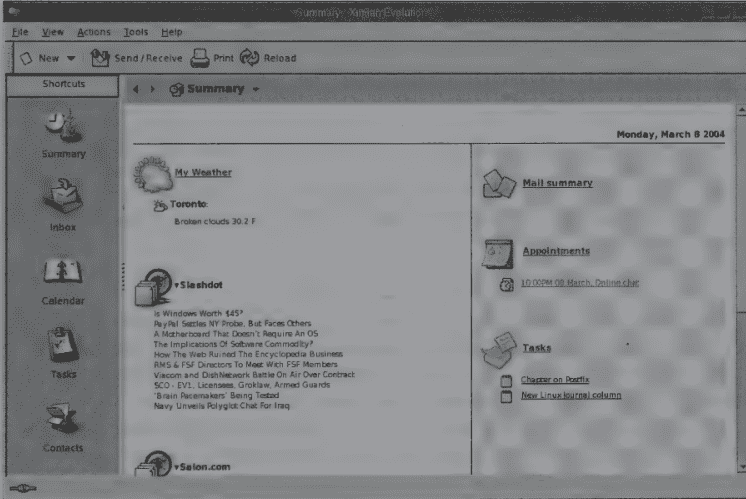 Summary - Ximian Evolution
File View Actions Tools Help
New Send / Receive Print Reload
Shortcuts
Summary
Summary
Inbox
Calendar
Tasks
Contacts
Monday, March 8 2004
My Weather
Toronto:
Broken clouds 30.2 F
Slashdot
Is Windows Worth $45?
PayPal Settles NY Probe, But Faces Others
A Motherboard That Doesn't Require An OS
The Implications Of Software Commodity?
How The Web Ruined The Encyclopedia Business
RMS & FSF Directors To Meet With FSF Members
Viacom and DishNetwork Battle On Air Over Contract
SCO - EV1, Licensees, Groklaw, Armed Guards
'Brain Pacemakers' Being Tested
Navy Unveils Polyglot Chat For Iraq
Salon.com
Mail summary
Appointments
10:00PM 08 March, Online chat
Tasks
Chapter on Postfix
New Linux Journal column